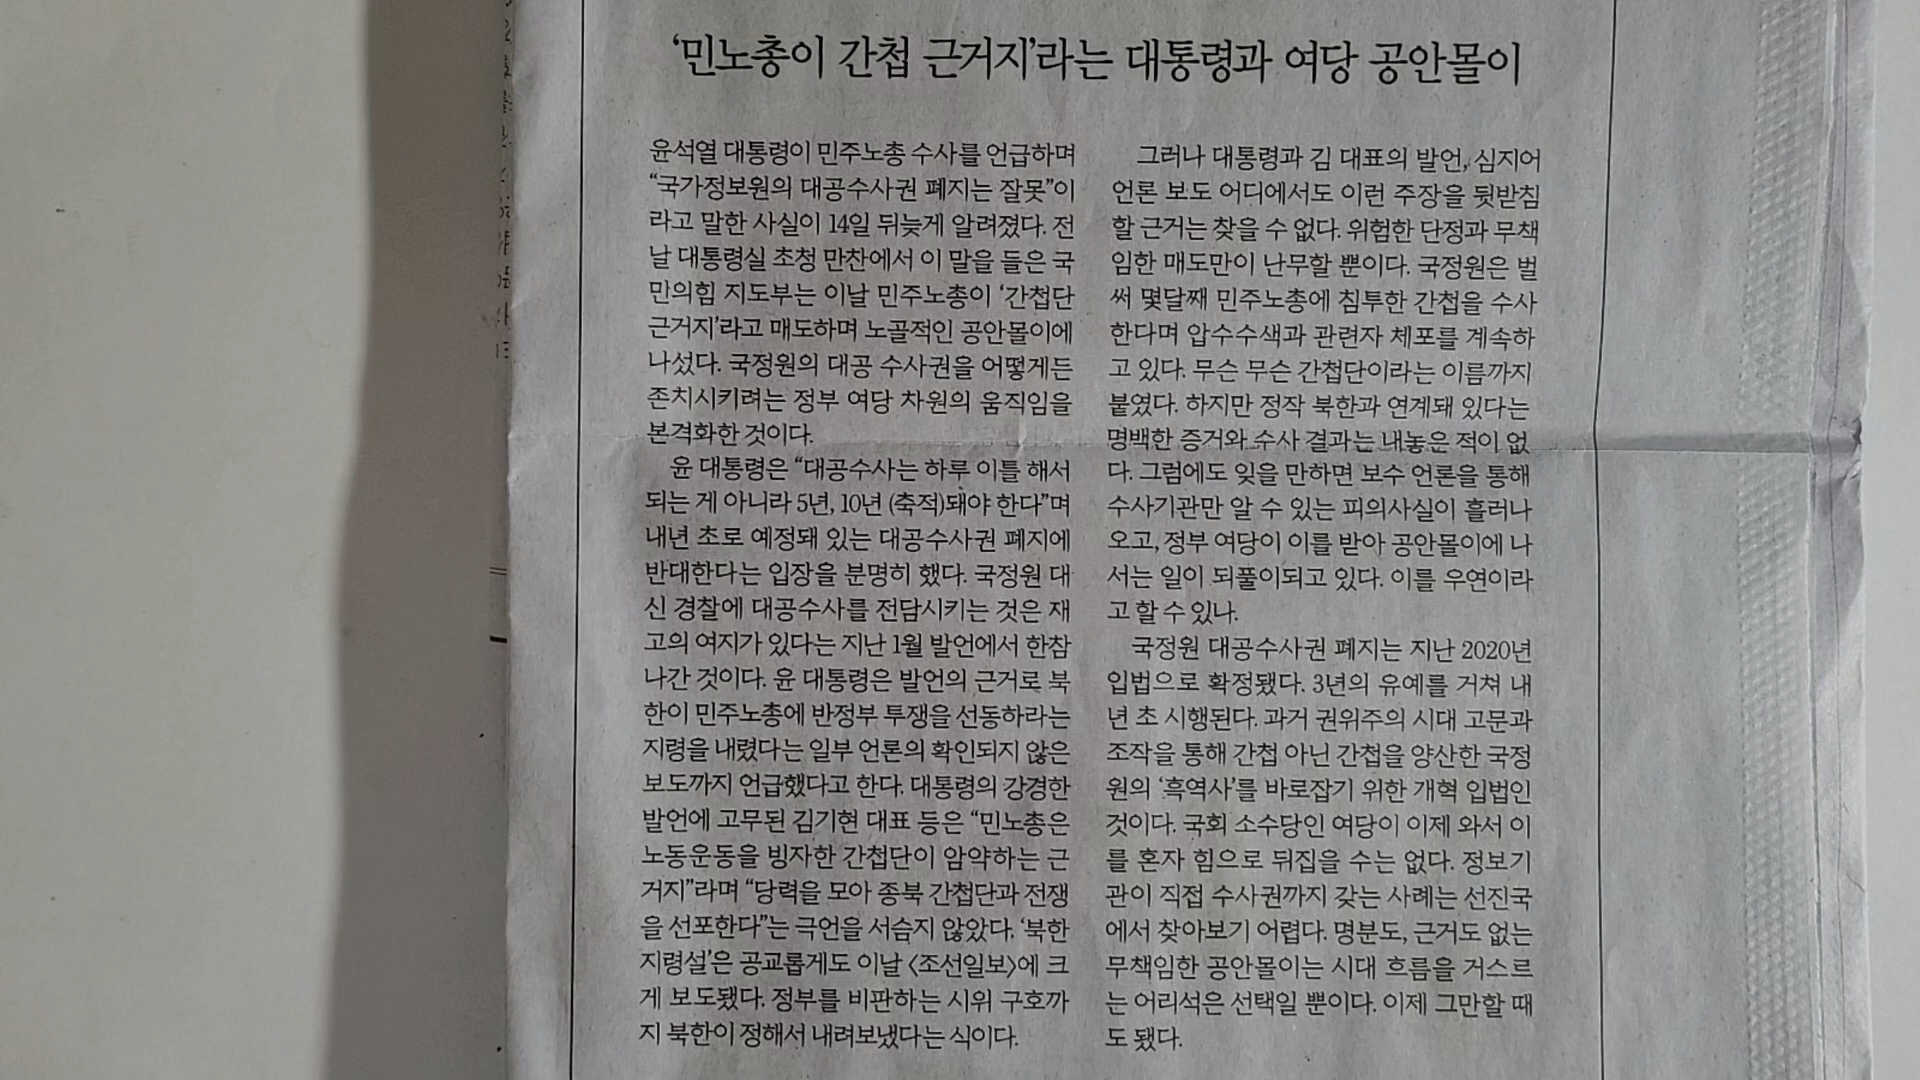 ‘민노총이 간첩 근거지’라는 대통령과 여당 공안몰이
윤석열 대통령이 민주노총 수사를 언급하며
“국가정보원의 대공수사권 폐지는 잘못”이
라고 말한 사실이 14일 뒤늦게 알려졌다. 전
날 대통령실 초청 만찬에서 이 말을 들은 국
민의힘 지도부는 이날 민주노총이 ‘간첩단
근거지’라고 매도하며 노골적인 공안몰이에
나섰다. 국정원의 대공 수사권을 어떻게든
존치시키려는 정부 여당 차원의 움직임을
본격화한 것이다.
윤 대통령은 “대공수사는 하루 이틀 해서
되는 게 아니라 5년, 10년 (축적)돼야 한다”며
내년 초로 예정돼 있는 대공수사권 폐지에
반대한다는 입장을 분명히 했다. 국정원 대
신 경찰에 대공수사를 전담시키는 것은 재
고의 여지가 있다는 지난 1월 발언에서 한참
나간 것이다. 윤 대통령은 발언의 근거로 북
한이 민주노총에 반정부 투쟁을 선동하라는
지령을 내렸다는 일부 언론의 확인되지 않은
보도까지 언급했다고 한다. 대통령의 강경한
발언에 고무된 김기현 대표 등은 “민노총은
노동운동을 빙자한 간첩단이 암약하는 근
거지”라며 “당력을 모아 종북 간첩단과 전쟁
을 선포한다”는 극언을 서슴지 않았다. ‘북한
지령설’은 공교롭게도 이날 <조선일보>에 크
게 보도됐다. 정부를 비판하는 시위 구호까
지 북한이 정해서 내려보냈다는 식이다.
그러나 대통령과 김 대표의 발언, 심지어
언론 보도 어디에서도 이런 주장을 뒷받침
할 근거는 찾을 수 없다. 위험한 단정과 무책
임한 매도만이 난무할 뿐이다. 국정원은 벌
써 몇달째 민주노총에 침투한 간첩을 수사
한다며 압수수색과 관련자 체포를 계속하
고 있다. 무슨 무슨 간첩단이라는 이름까지
붙였다. 하지만 정작 북한과 연계돼 있다는
명백한 증거와 수사 결과는 내놓은 적이 없
다. 그럼에도 잊을 만하면 보수 언론을 통해
수사기관만 알 수 있는 피의사실이 흘러나
오고, 정부 여당이 이를 받아 공안몰이에 나
서는 일이 되풀이되고 있다. 이를 우연이라
고 할 수 있나.
국정원 대공수사권 폐지는 지난 2020년
입법으로 확정됐다. 3년의 유예를 거쳐 내
년 초 시행된다. 과거 권위주의 시대 고문과
조작을 통해 간첩 아닌 간첩을 양산한 국정
원의 ‘흑역사’를 바로잡기 위한 개혁 입법인
것이다. 국회 소수당인 여당이 이제 와서 이
를 혼자 힘으로 뒤집을 수는 없다. 정보기
관이 직접 수사권까지 갖는 사례는 선진국
에서 찾아보기 어렵다. 명분도, 근거도 없는
무책임한 공안몰이는 시대 흐름을 거스르
는 어리석은 선택일 뿐이다. 이제 그만할 때
도 됐다.